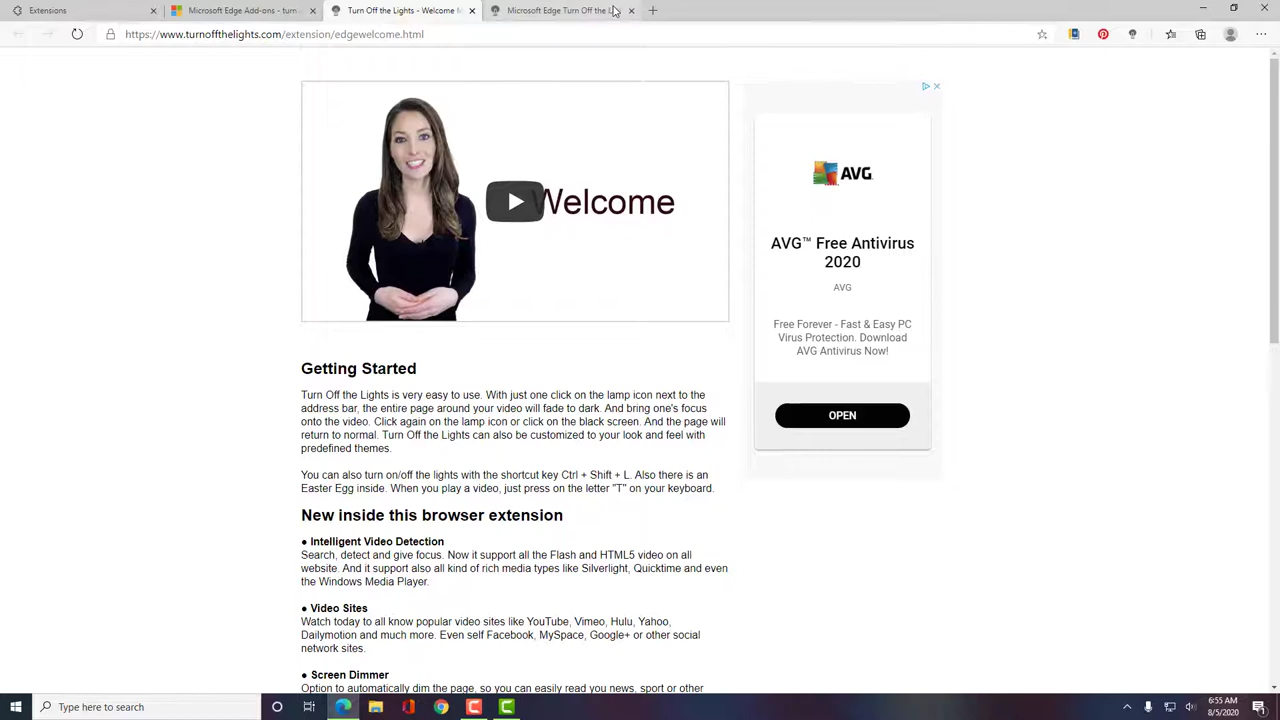 Extensions
Microsoft Edge Add-ons - turn
Turn Off the Lights - Welcome M
Microsoft Edge Turn Off the Li
https://www.turnoffthelights.com/extension/edgewelcome.html
Welcome
AVG
AVG™ Free Antivirus
2020
AVG
Free Forever - Fast & Easy PC
Virus Protection. Download
AVG Antivirus Now!
OPEN
Getting Started
Turn Off the Lights is very easy to use. With just one click on the lamp icon next to the
address bar, the entire page around your video will fade to dark. And bring one's focus
onto the video. Click again on the lamp icon or click on the black screen. And the page will
return to normal. Turn Off the Lights can also be customized to your look and feel with
predefined themes.
You can also turn on/off the lights with the shortcut key Ctrl + Shift + L. Also there is an
Easter Egg inside. When you play a video, just press on the letter "T" on your keyboard.
New inside this browser extension
● Intelligent Video Detection
Search, detect and give focus. Now it support all the Flash and HTML5 video on all
website. And it support also all kind of rich media types like Silverlight, Quicktime and even
the Windows Media Player.
● Video Sites
Watch today to all know popular video sites like YouTube, Vimeo, Hulu, Yahoo,
Dailymotion and much more. Even self Facebook, MySpace, Google+ or other social
network sites.
● Screen Dimmer
Option to automatically dim the page, so you can easily read you news, sport or other
Type here to search
6:55 AM
8/5/2020